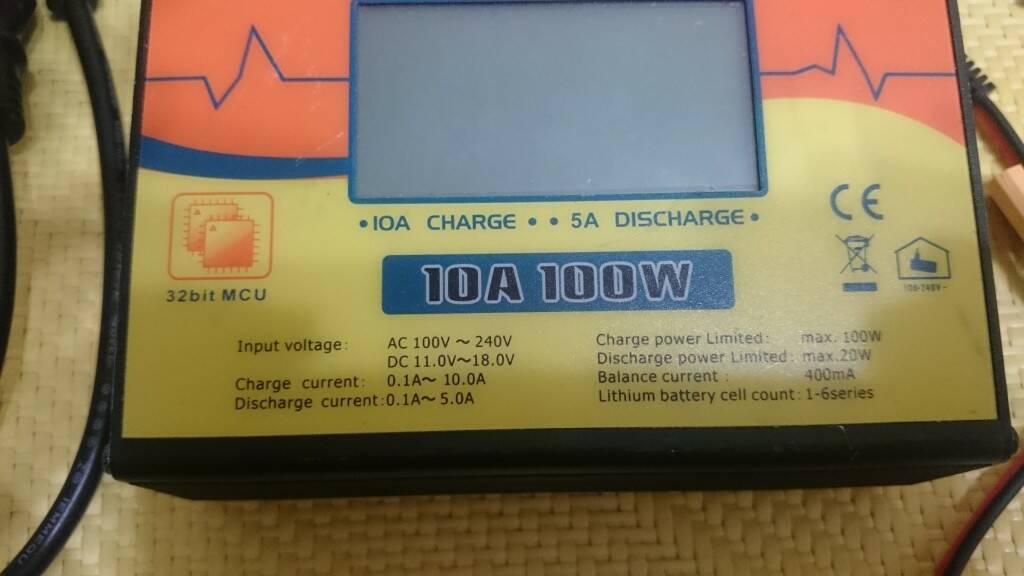 •10A CHARGE • • 5A DISCHARGE•
CE
10A 100W
32bit MCU
100-240V~
Input voltage: AC 100V ~ 240V
DC 11.0V~18.0V
Charge current: 0.1A~ 10.0A
Discharge current:0.1A~ 5.0A
Charge power Limited: max. 100W
Discharge power Limited: max.20W
Balance current : 400mA
Lithium battery cell count: 1-6series